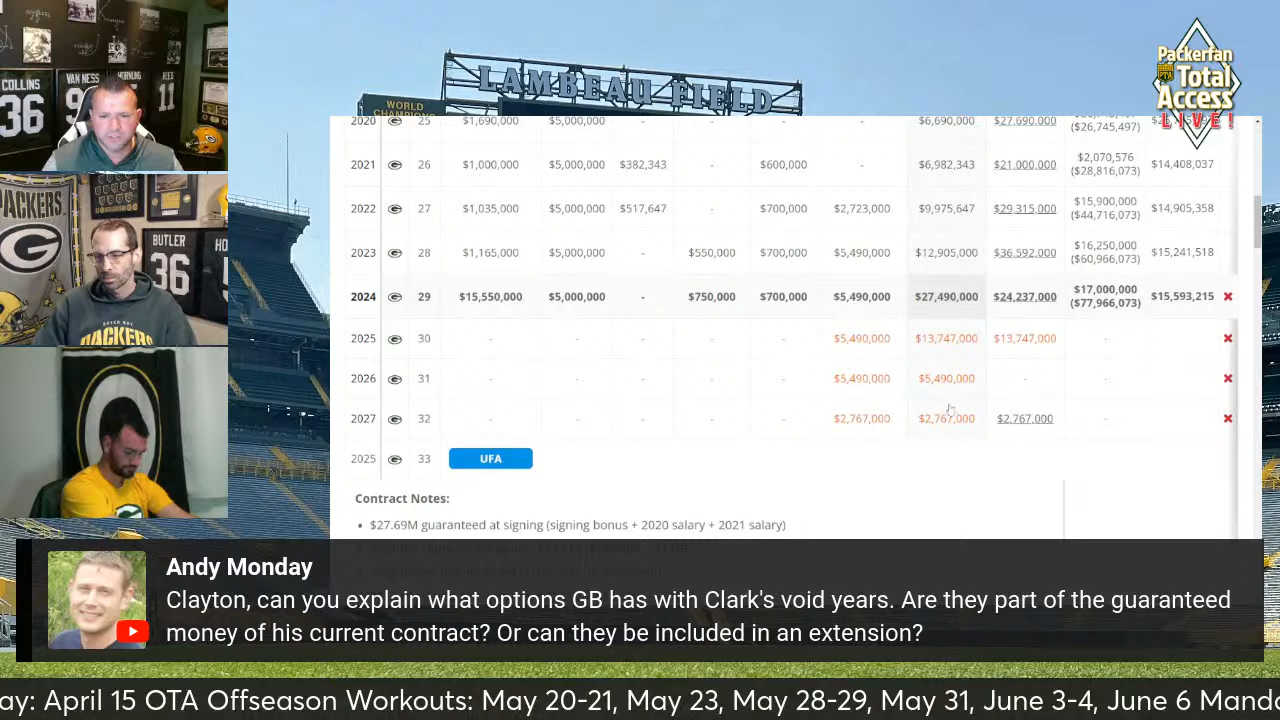 COLLINS
36
VAN NESS
REED
11
PACKERS
G
BUTLER
36
PACKERS
WORLD
LAMBEAU FIELD
Packerfan
PTA
Total
Access
LIVE!
2020 25 $1,690,000 $5,000,000 - - - - $6,690,000 $27,690,000 ($26,745,497)
2021 26 $1,000,000 $5,000,000 $382,343 - $600,000 - $6,982,343 $21,000,000 $2,070,576 ($28,816,073) $14,408,037
2022 27 $1,035,000 $5,000,000 $517,647 - $700,000 $2,723,000 $9,975,647 $29,315,000 $15,900,000 ($44,716,073) $14,905,358
2023 28 $1,165,000 $5,000,000 - $550,000 $700,000 $5,490,000 $12,905,000 $36,592,000 $16,250,000 ($60,966,073) $15,241,518
2024 29 $15,550,000 $5,000,000 - $750,000 $700,000 $5,490,000 $27,490,000 $24,237,000 $17,000,000 ($77,966,073) $15,593,215
2025 30 - - - - - $5,490,000 $13,747,000 $13,747,000 -
2026 31 - - - - - $5,490,000 $5,490,000 - -
2027 32 - - - - - $2,767,000 $2,767,000 $2,767,000 -
2025 33 UFA
Contract Notes:
• $27.69M guaranteed at signing (signing bonus + 2020 salary + 2021 salary)
Andy Monday
Clayton, can you explain what options GB has with Clark's void years. Are they part of the guaranteed
money of his current contract? Or can they be included in an extension?
ay: April 15 OTA Offseason Workouts: May 20-21, May 23, May 28-29, May 31, June 3-4, June 6 Manda